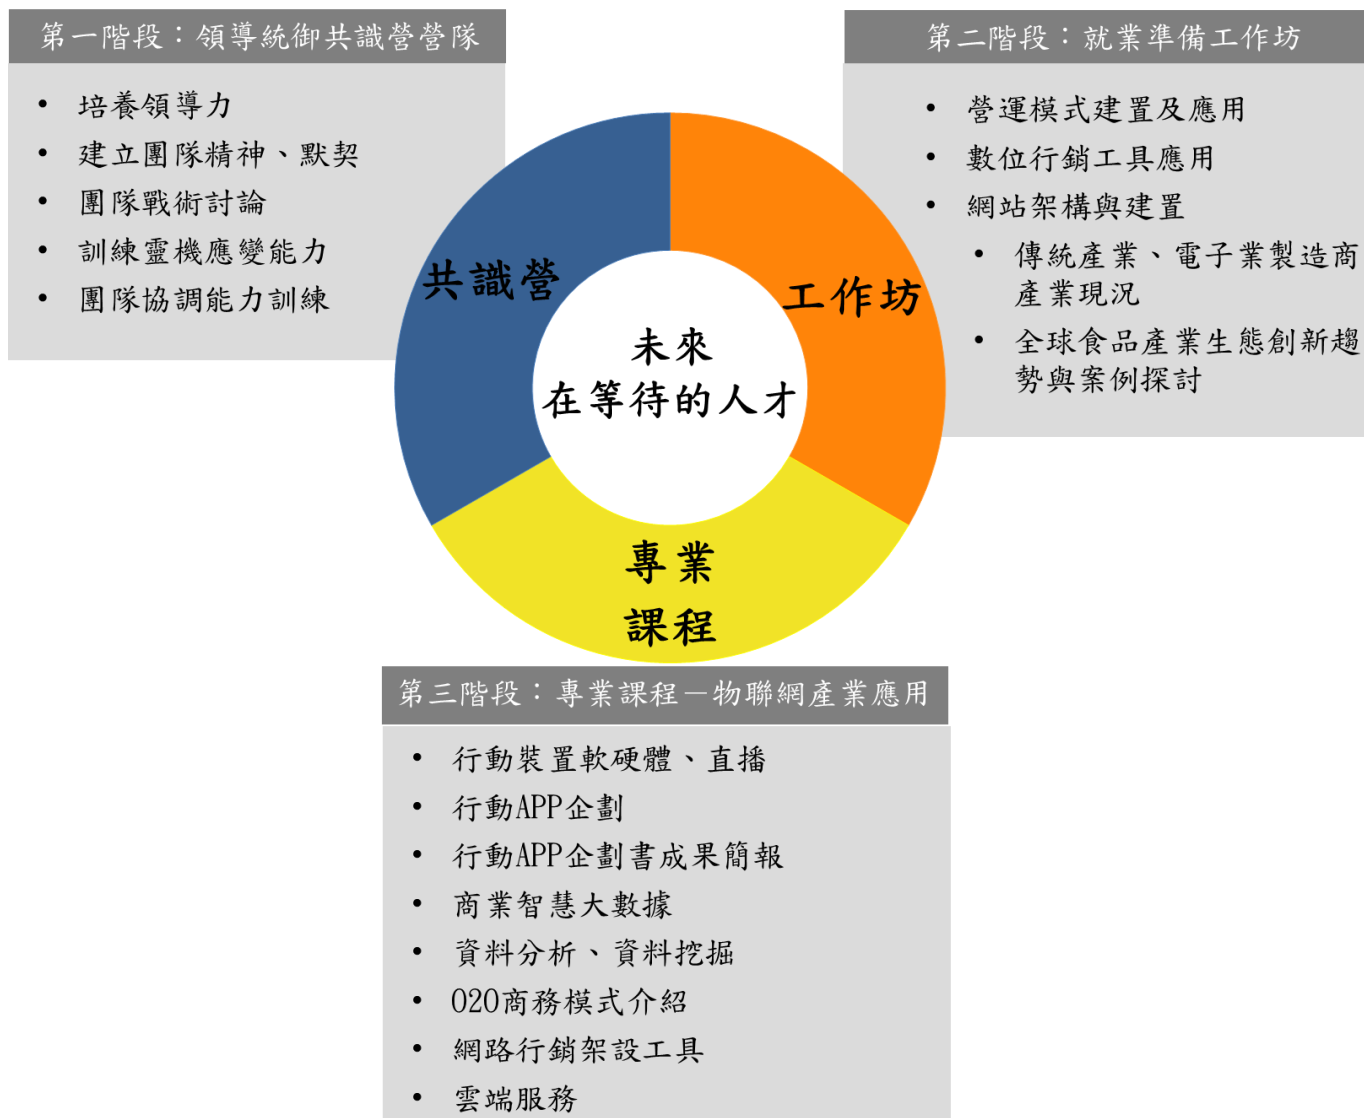 第一階段：領導統御共識營營隊
• 培養領導力
• 建立團隊精神、默契
• 團隊戰術討論
• 訓練靈機應變能力
• 團隊協調能力訓練
第二階段：就業準備工作坊
• 營運模式建置及應用
• 數位行銷工具應用
• 網站架構與建置
• 傳統產業、電子業製造商
產業現況
• 全球食品產業生態創新趨
勢與案例探討
共識營
工作坊
未來
在等待的人才
專業
課程
第三階段：專業課程－物聯網產業應用
• 行動裝置軟硬體、直播
• 行動APP企劃
• 行動APP企劃書成果簡報
• 商業智慧大數據
• 資料分析、資料挖掘
• O2O商務模式介紹
• 網路行銷架設工具
• 雲端服務